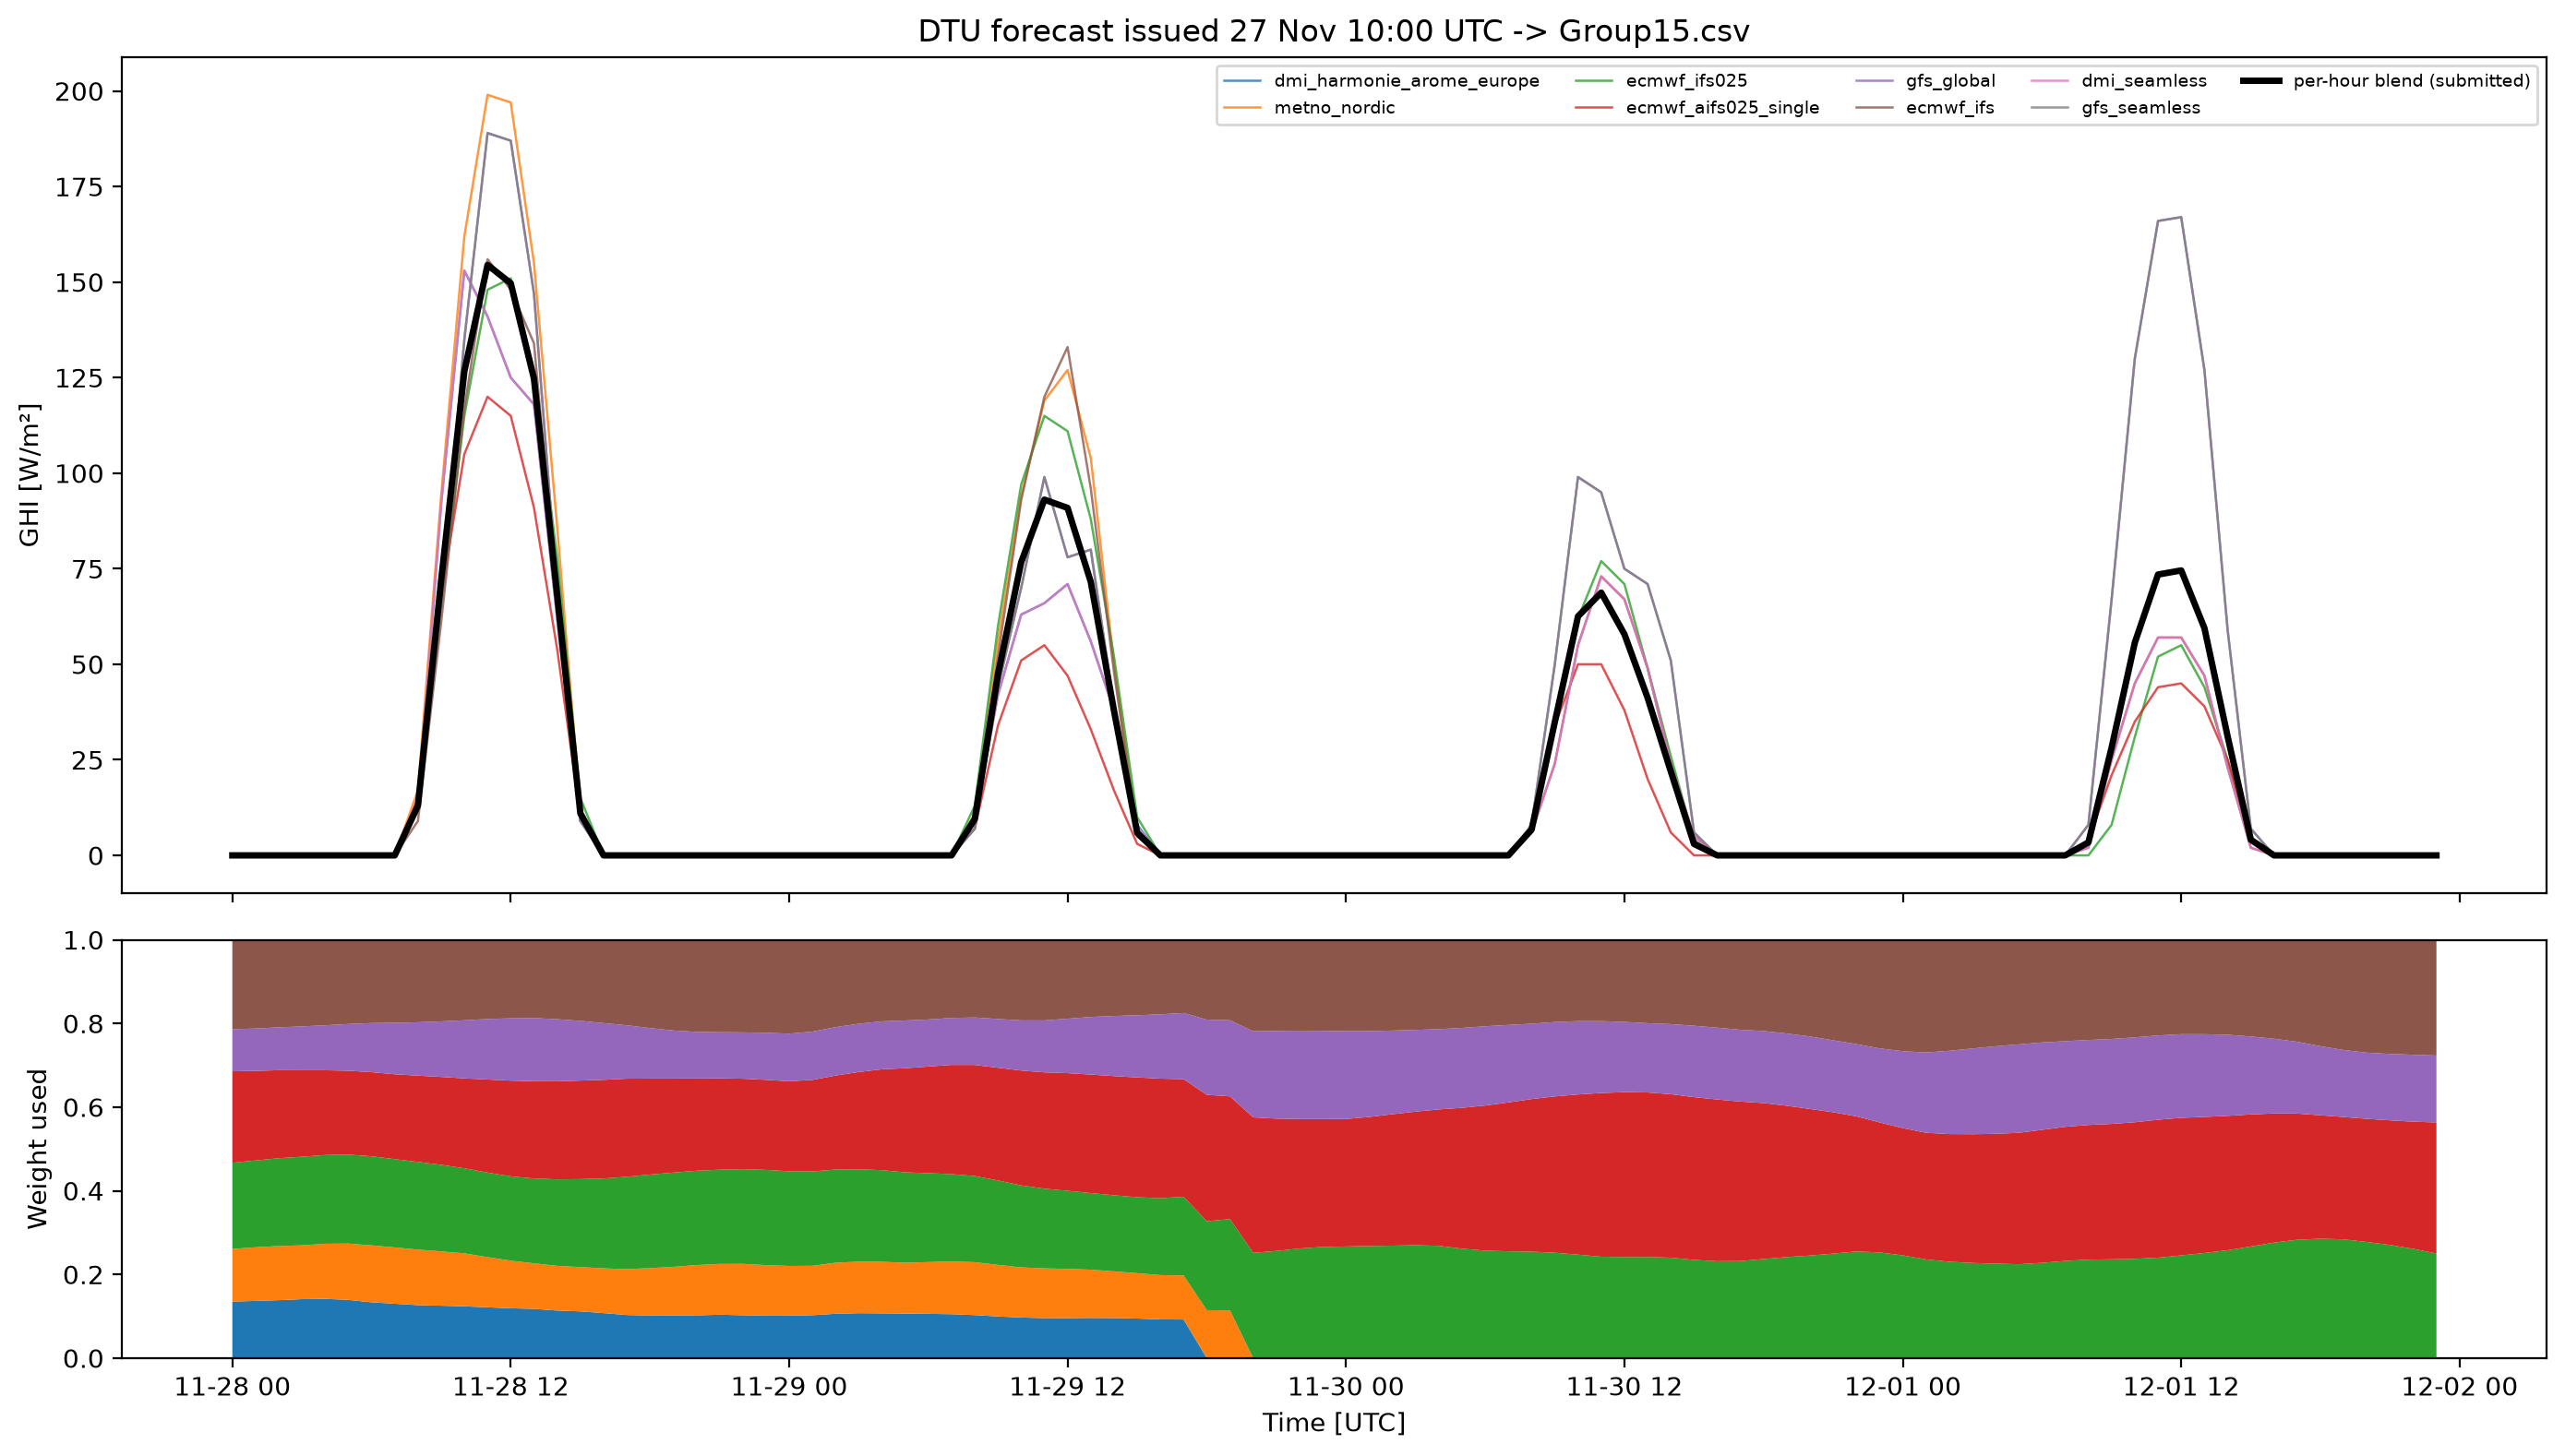 DTU forecast issued 27 Nov 10:00 UTC -> Group15.csv
dmi_harmonie_arome_europe
metno_nordic
ecmwf_ifs025
ecmwf_aifs025_single
gfs_global
ecmwf_ifs
dmi_seamless
gfs_seamless
per-hour blend (submitted)
GHI [W/m²]
200
175
150
125
100
75
50
25
0
Weight used
1.0
0.8
0.6
0.4
0.2
0.0
11-28 00
11-28 12
11-29 00
11-29 12
11-30 00
11-30 12
12-01 00
12-01 12
12-02 00
Time [UTC]